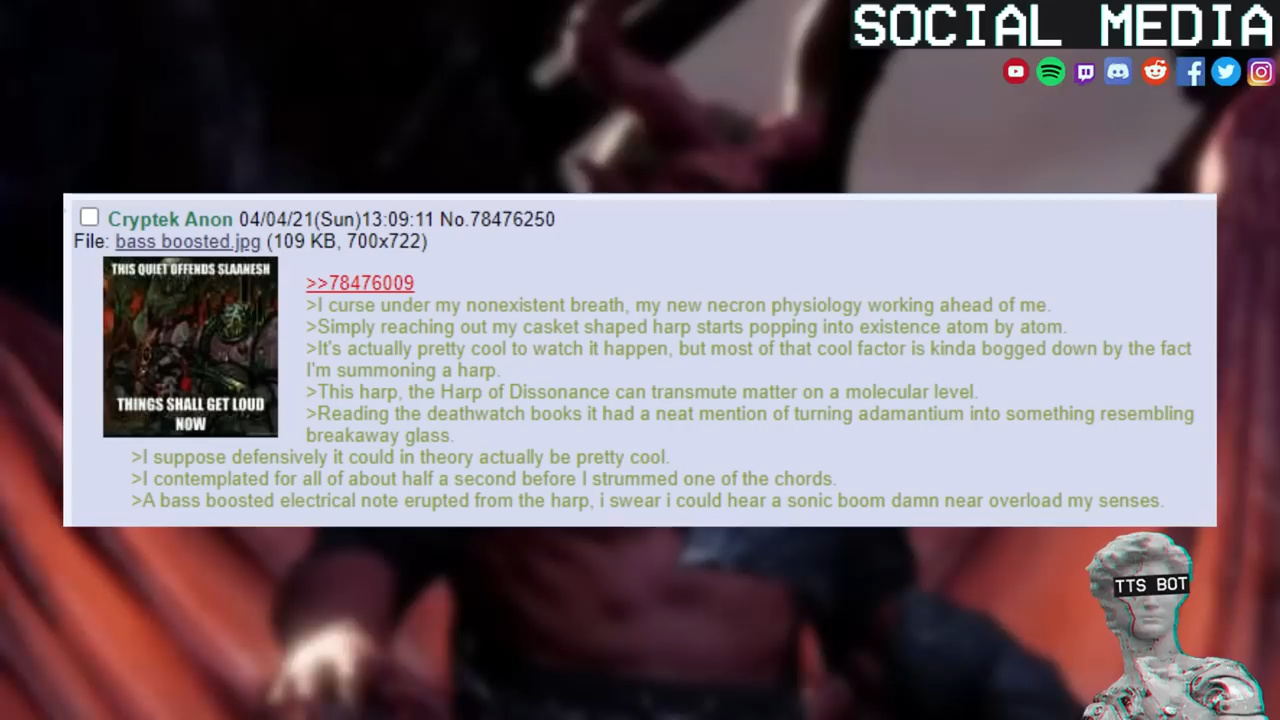 SOCIAL MEDIA
Cryptek Anon 04/04/21(Sun)13:09:11 No.78476250
File: bass boosted.jpg (109 KB, 700x722)
THIS QUIET OFFENDS SLAANESH
THINGS SHALL GET LOUD
NOW
>>78476009
>I curse under my nonexistent breath, my new necron physiology working ahead of me.
>Simply reaching out my casket shaped harp starts popping into existence atom by atom.
>It's actually pretty cool to watch it happen, but most of that cool factor is kinda bogged down by the fact
I'm summoning a harp.
>This harp, the Harp of Dissonance can transmute matter on a molecular level.
>Reading the deathwatch books it had a neat mention of turning adamantium into something resembling
breakaway glass.
>I suppose defensively it could in theory actually be pretty cool.
>I contemplated for all of about half a second before I strummed one of the chords.
>A bass boosted electrical note erupted from the harp, i swear i could hear a sonic boom damn near overload my senses.
TTS BOT